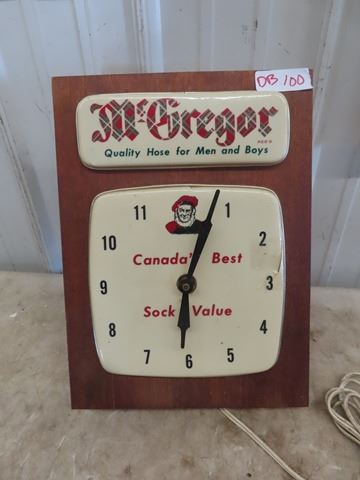 DB 100
McGregor
REG'D
Quality Hose for Men and Boys
11 1
10 2
Canada's Best
9 3
Sock Value
8 4
7 6 5